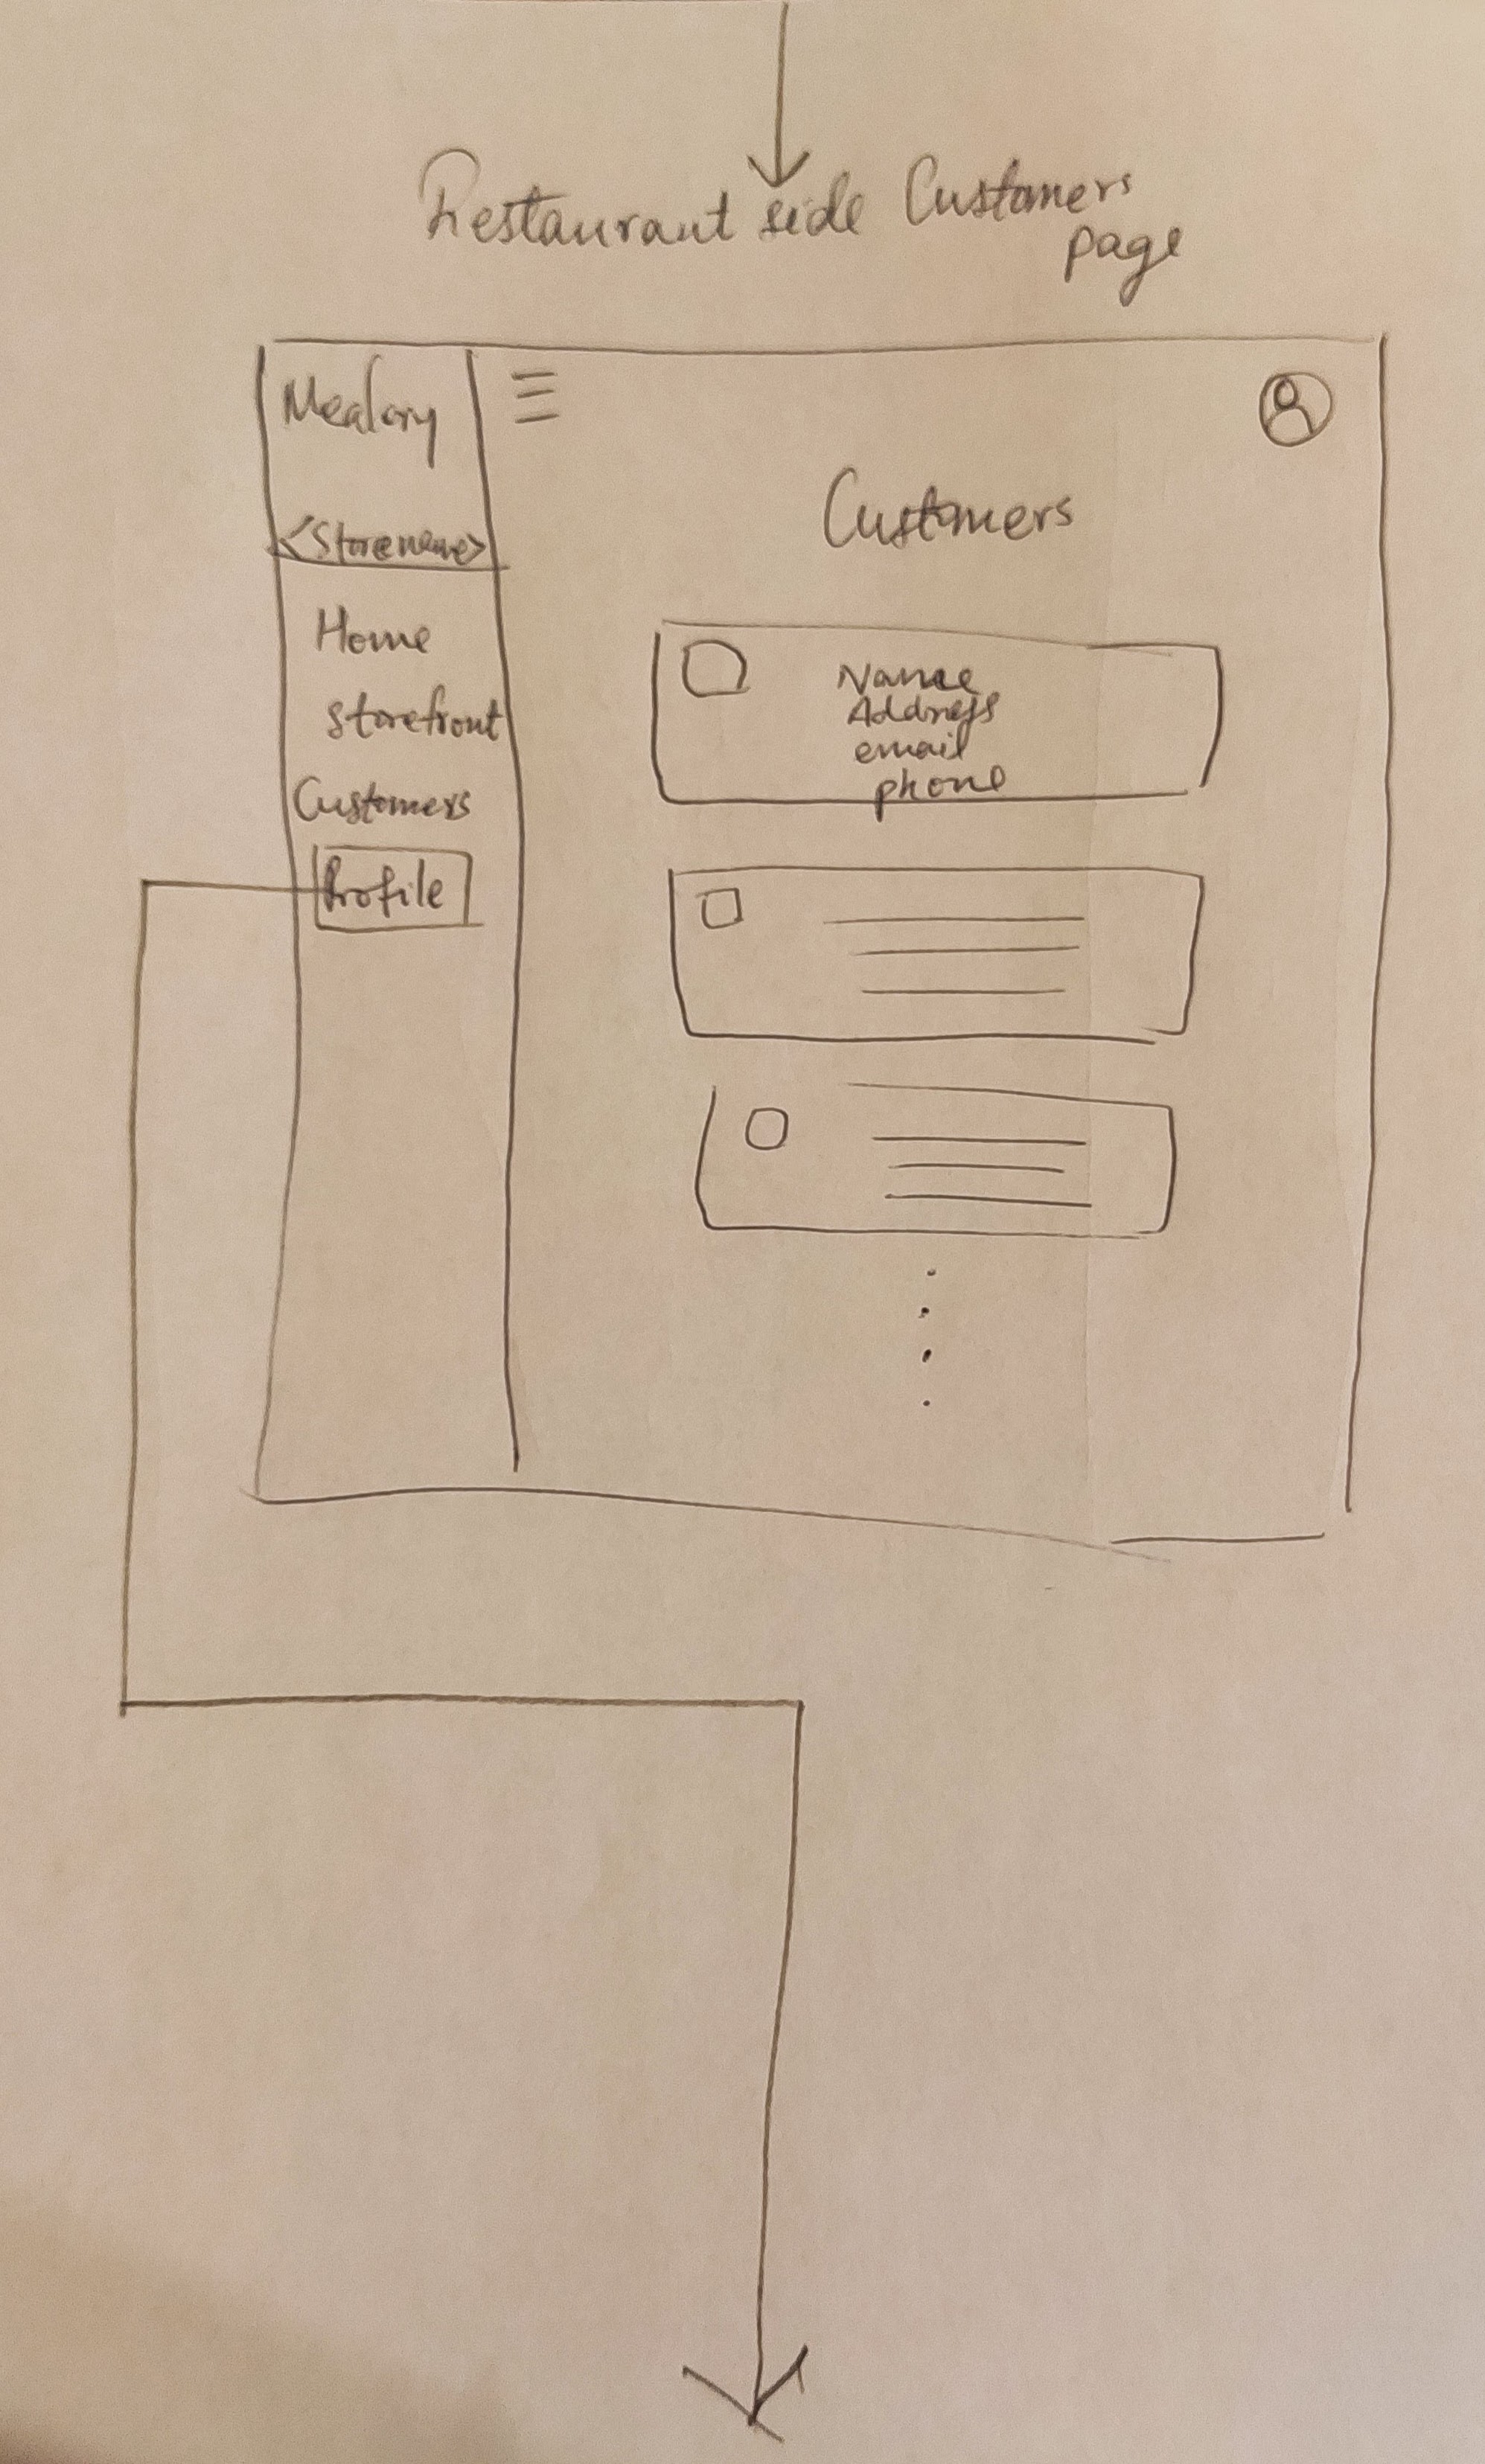 Restaurant side Customers
page
Mealory
<Storename>
Home
Storefront
Customers
Profile
Customers
Name
Address
email
phone